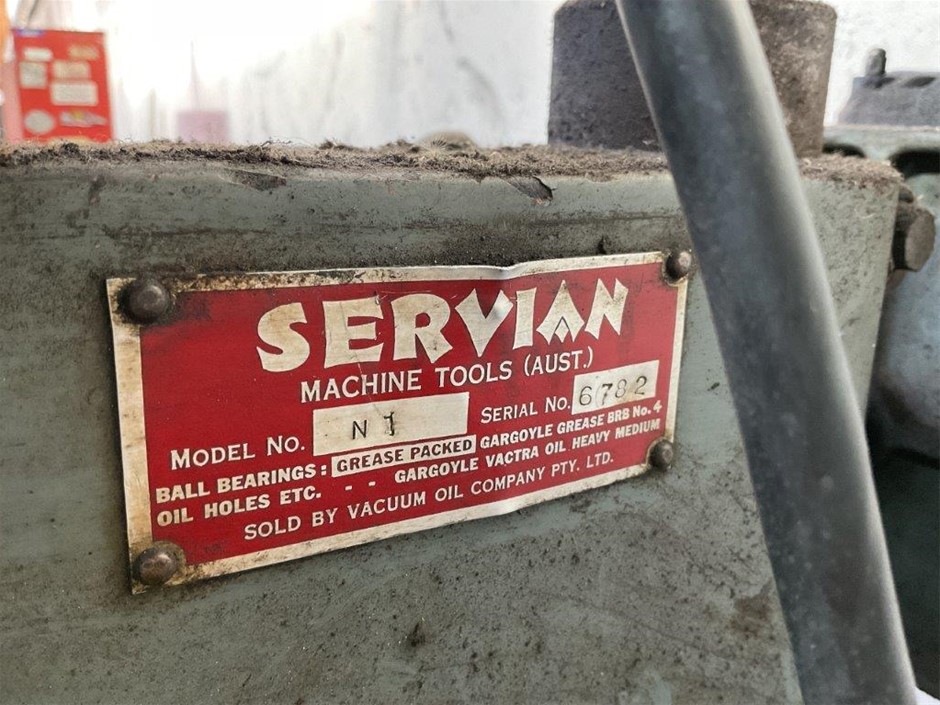 SERVIAN
MACHINE TOOLS (AUST.)
MODEL NO. N 1 SERIAL NO. 6782
BALL BEARINGS: GREASE PACKED GARGOYLE GREASE BRB No. 4
OIL HOLES ETC. - - GARGOYLE VACTRA OIL HEAVY MEDIUM
SOLD BY VACUUM OIL COMPANY PTY. LTD.